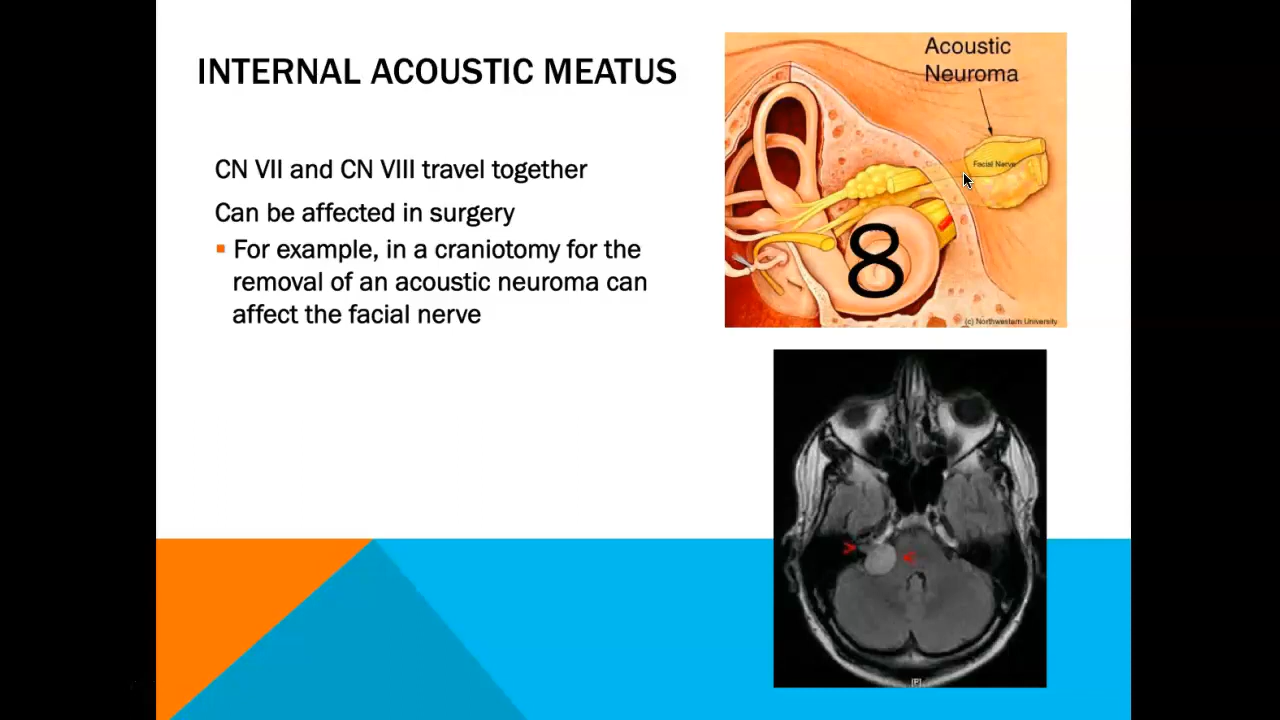 INTERNAL ACOUSTIC MEATUS
CN VII and CN VIII travel together
Can be affected in surgery
For example, in a craniotomy for the
removal of an acoustic neuroma can
affect the facial nerve
Acoustic
Neuroma
Facial Nerve
8
(c) Northwestern University
[P]